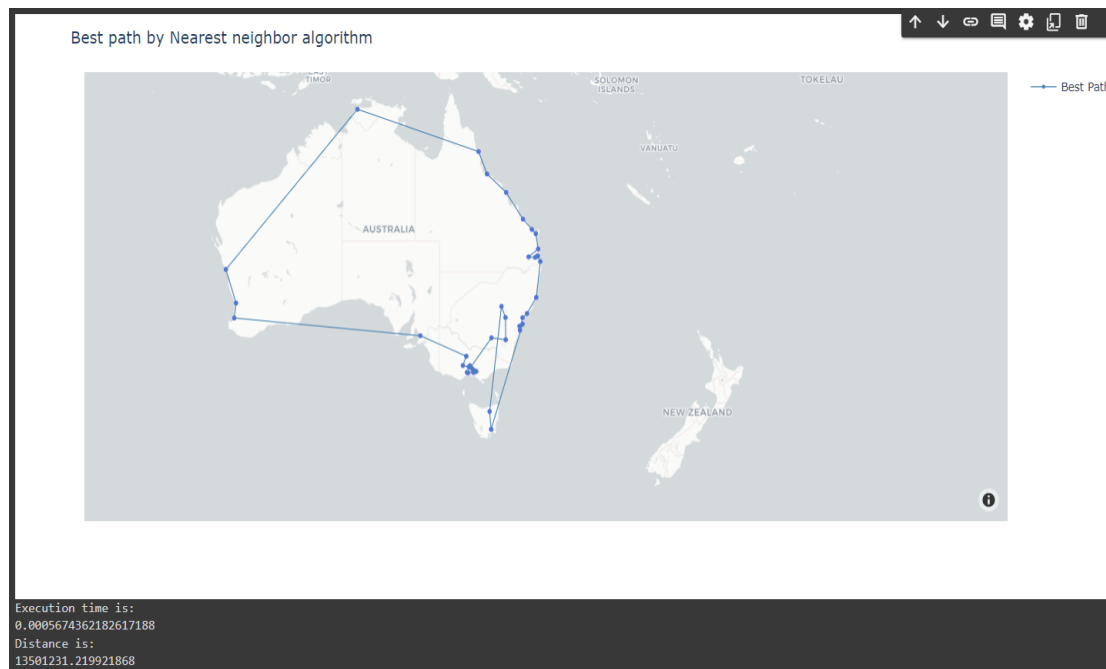 Best path by Nearest neighbor algorithm
EAST
TIMOR
SOLOMON
ISLANDS
TOKELAU
Best Path
VANUATU
AUSTRALIA
NEW ZEALAND
Execution time is:
0.0005674362182617188
Distance is:
13501231.219921868